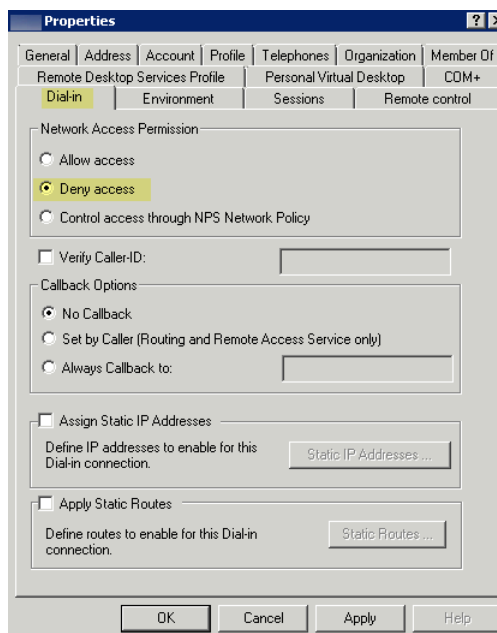 Properties
General Address Account Profile Telephones Organization Member Of
Remote Desktop Services Profile Personal Virtual Desktop COM+
Dial-in Environment Sessions Remote control
Network Access Permission
Allow access
Deny access
Control access through NPS Network Policy
Verify Caller-ID:
Callback Options
No Callback
Set by Caller (Routing and Remote Access Service only)
Always Callback to:
Assign Static IP Addresses
Define IP addresses to enable for this
Dial-in connection.
Static IP Addresses ...
Apply Static Routes
Define routes to enable for this Dial-in
connection.
Static Routes ...
OK Cancel Apply Help